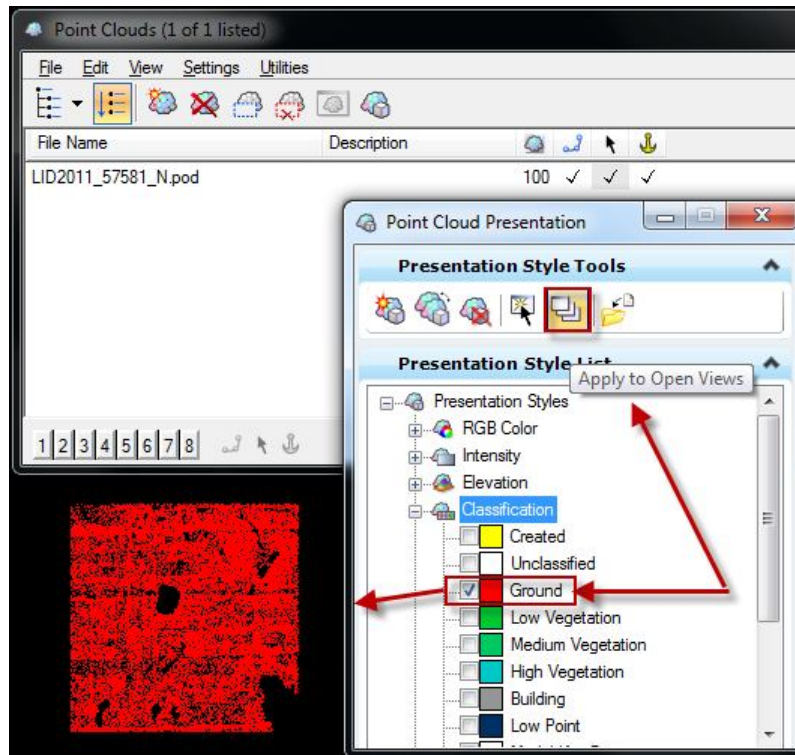 Point Clouds (1 of 1 listed)
File Edit View Settings Utilities
File Name Description
LID2011_57581_N.pod 100
1 2 3 4 5 6 7 8
Point Cloud Presentation
Presentation Style Tools
Presentation Style List
Apply to Open Views
Presentation Styles
RGB Color
Intensity
Elevation
Classification
Created
Unclassified
Ground
Low Vegetation
Medium Vegetation
High Vegetation
Building
Low Point